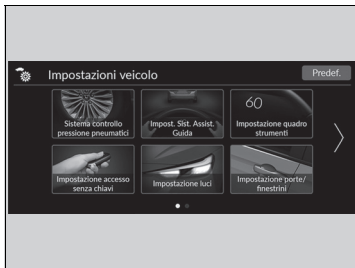 Impostazioni veicolo
Predef.
Sistema controllo
pressione pneumatici
Impost. Sist. Assist.
Guida
60
Impostazione quadro
strumenti
Impostazione accesso
senza chiavi
Impostazione luci
Impostazione porte/
finestrini